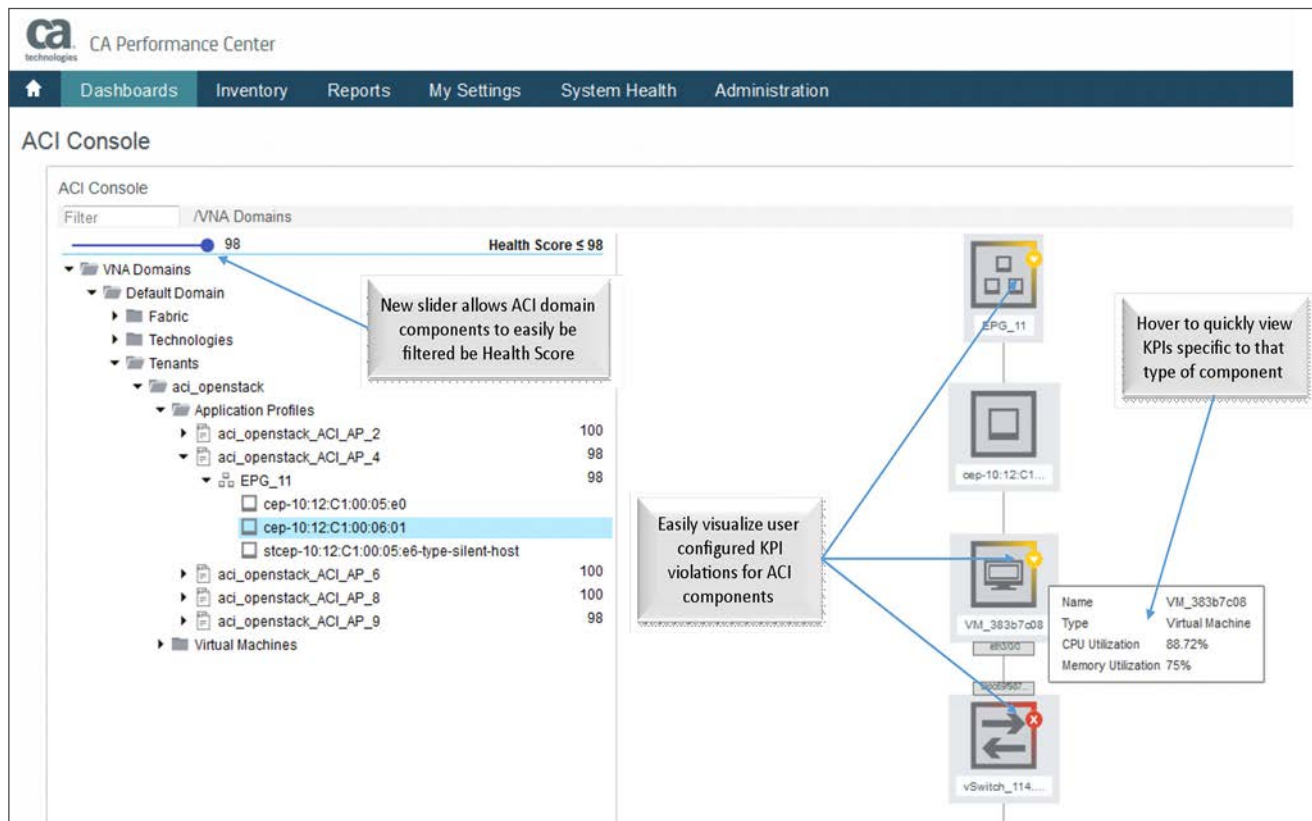 ca
technologies
CA Performance Center
Dashboards Inventory Reports My Settings System Health Administration
ACI Console
ACI Console
Filter /VNA Domains
98 Health Score ≤ 98
VNA Domains
Default Domain
Fabric
Technologies
Tenants
aci_openstack
Application Profiles
aci_openstack_ACI_AP_2 100
aci_openstack_ACI_AP_4 98
EPG_11 98
cep-10:12:C1:00:05:e0
cep-10:12:C1:00:06:01
stcep-10:12:C1:00:05:e6-type-silent-host
aci_openstack_ACI_AP_6 100
aci_openstack_ACI_AP_8 100
aci_openstack_ACI_AP_9 98
Virtual Machines
New slider allows ACI domain
components to easily be
filtered be Health Score
Easily visualize user
configured KPI
violations for ACI
components
EPG_11
cep-10:12:C1...
VM_383b7c08
eth3/0/0
vSwitch_114....
Hover to quickly view
KPIs specific to that
type of component
Name VM_383b7c08
Type Virtual Machine
CPU Utilization 88.72%
Memory Utilization 75%